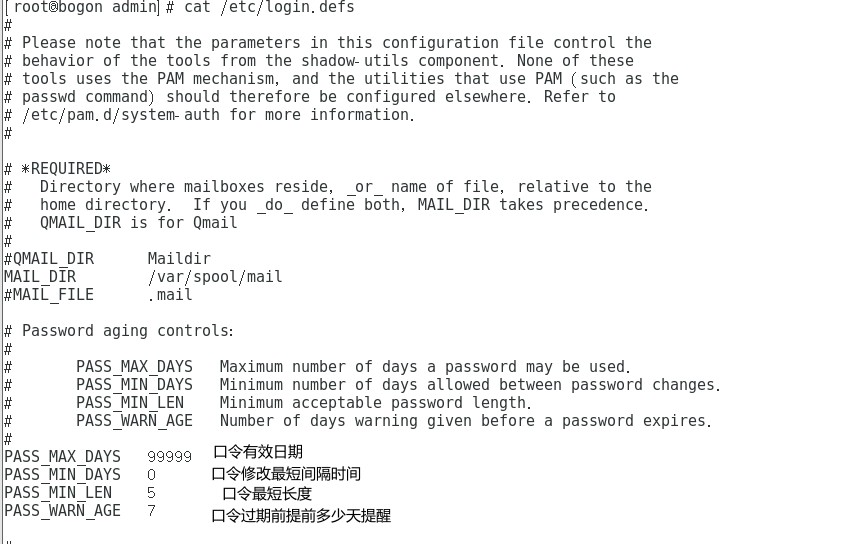 [root@bogon admin]# cat /etc/login.defs
#
# Please note that the parameters in this configuration file control the
# behavior of the tools from the shadow-utils component. None of these
# tools uses the PAM mechanism, and the utilities that use PAM (such as the
# passwd command) should therefore be configured elsewhere. Refer to
# /etc/pam.d/system-auth for more information.
#
# *REQUIRED*
#   Directory where mailboxes reside, _or_ name of file, relative to the
#   home directory.  If you _do_ define both, MAIL_DIR takes precedence.
#   QMAIL_DIR is for Qmail
#
#QMAIL_DIR      Maildir
MAIL_DIR        /var/spool/mail
#MAIL_FILE      .mail
# Password aging controls:
#
#       PASS_MAX_DAYS   Maximum number of days a password may be used.
#       PASS_MIN_DAYS   Minimum number of days allowed between password changes.
#       PASS_MIN_LEN    Minimum acceptable password length.
#       PASS_WARN_AGE   Number of days warning given before a password expires.
#
PASS_MAX_DAYS   99999   口令有效日期
PASS_MIN_DAYS   0       口令修改最短间隔时间
PASS_MIN_LEN    5       口令最短长度
PASS_WARN_AGE   7       口令过期前提前多少天提醒